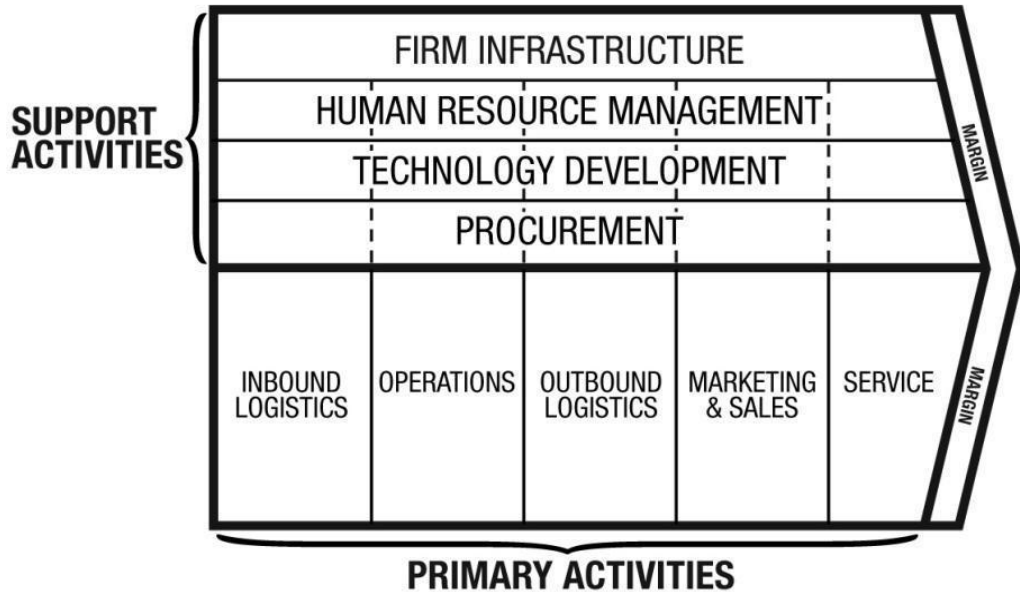 FIRM INFRASTRUCTURE
SUPPORT
ACTIVITIES
HUMAN RESOURCE MANAGEMENT
TECHNOLOGY DEVELOPMENT
PROCUREMENT
MARGIN
INBOUND
LOGISTICS
OPERATIONS
OUTBOUND
LOGISTICS
MARKETING
& SALES
SERVICE
MARGIN
PRIMARY ACTIVITIES